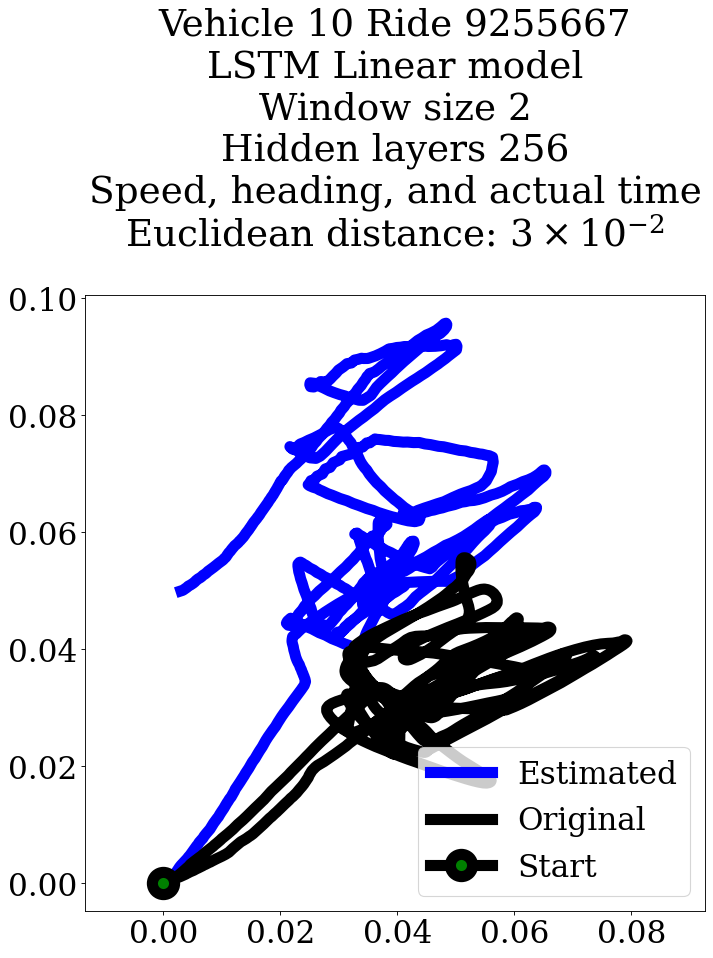 Vehicle 10 Ride 9255667
LSTM Linear model
Window size 2
Hidden layers 256
Speed, heading, and actual time
Euclidean distance: 3 × 10⁻²
0.10
0.08
0.06
0.04
0.02
0.00
Estimated
Original
Start
0.00 0.02 0.04 0.06 0.08